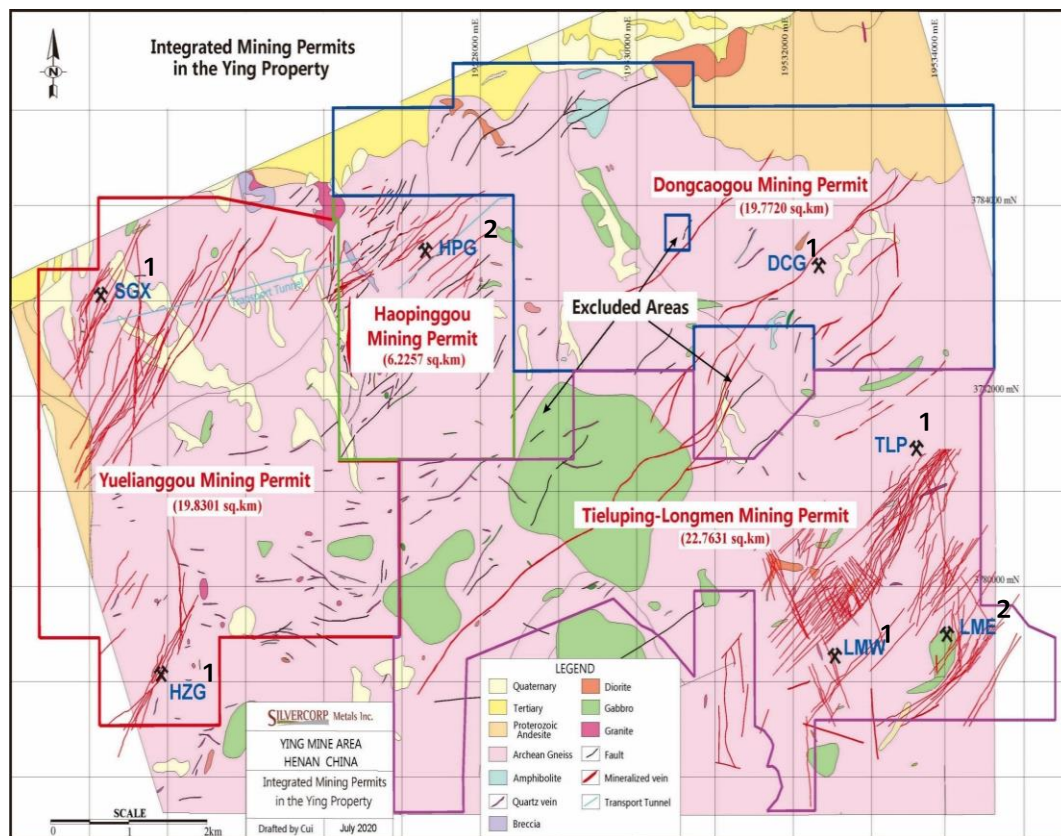 Integrated Mining Permits
in the Ying Property
N
19528000 mE
19530000 mE
19532000 mE
19534000 mE
3784000 mN
3782000 mN
3780000 mN
Dongcaogou Mining Permit
(19.7720 sq.km)
HPG 2
DCG 1
SGX 1
Transport Tunnel
Excluded Areas
Haopinggou
Mining Permit
(6.2257 sq.km)
TLP 1
Yuelianggou Mining Permit
(19.8301 sq.km)
Tieluping-Longmen Mining Permit
(22.7631 sq.km)
LMW 1
LME 2
HZG 1
LEGEND
Quaternary
Diorite
Tertiary
Gabbro
Proterozoic
Andesite
Granite
Archean Gneiss
Fault
Amphibolite
Mineralized vein
Quartz vein
Transport Tunnel
Breccia
SILVERCORP Metals Inc.
YING MINE AREA
HENAN CHINA
Integrated Mining Permits
in the Ying Property
Drafted by Cui July 2020
SCALE
0 1 2km